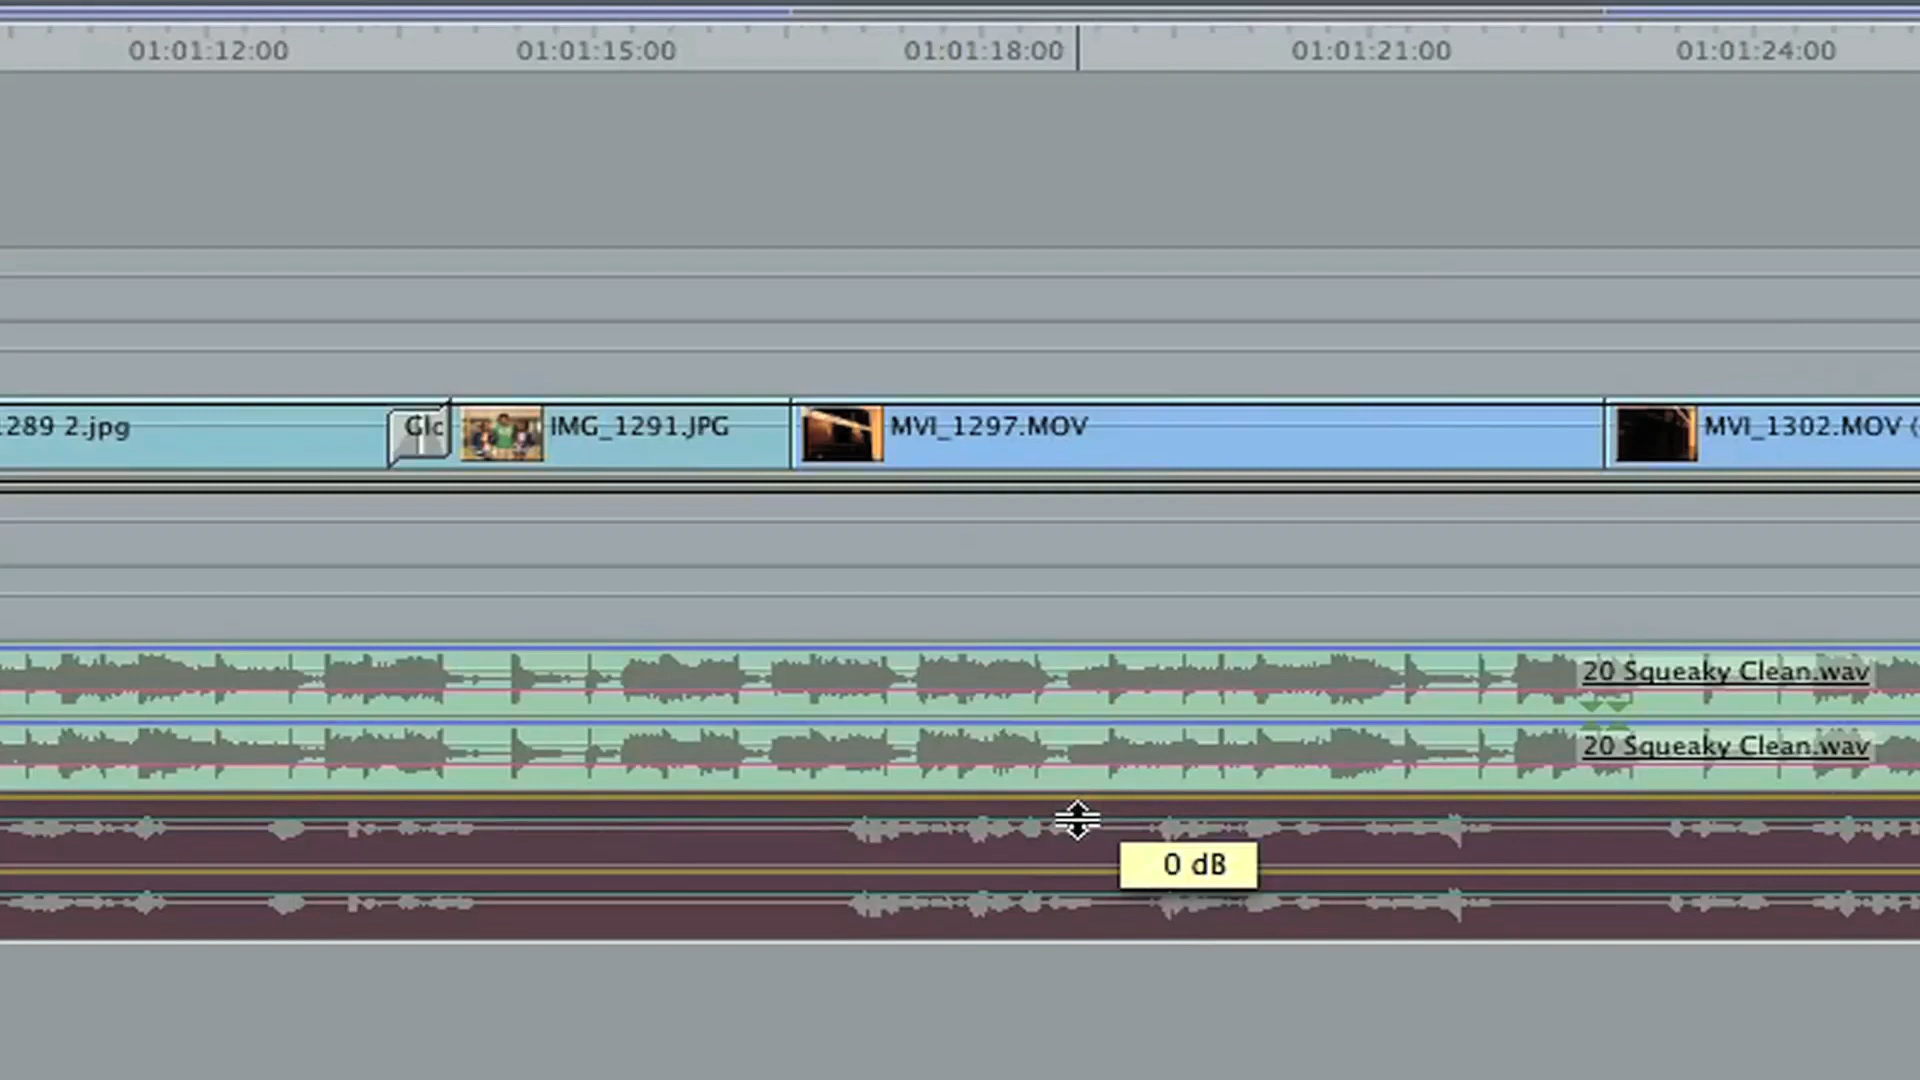 01:01:12:00 01:01:15:00 01:01:18:00 01:01:21:00 01:01:24:00
289 2.jpg Glc IMG_1291.JPG MVI_1297.MOV MVI_1302.MOV (
20 Squeaky Clean.wav
20 Squeaky Clean.wav
0 dB